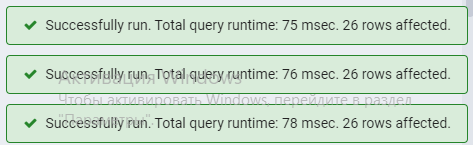 Successfully run. Total query runtime: 75 msec. 26 rows affected.
Successfully run. Total query runtime: 76 msec. 26 rows affected.
Активация Windows
Чтобы активировать Windows, перейдите в раздел
"Параметры".
Successfully run. Total query runtime: 78 msec. 26 rows affected.